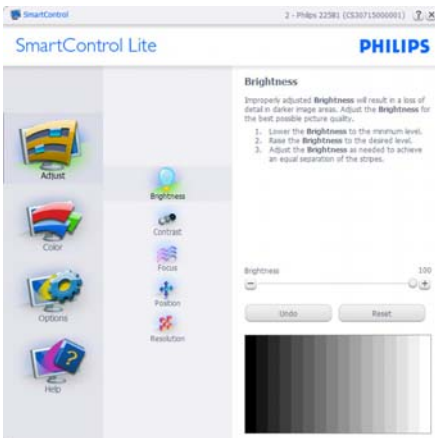 SmartControl
2 - Philips 225B1 (CS30715000001)
SmartControl Lite
PHILIPS
Adjust
Color
Options
Help
Brightness
Contrast
Focus
Position
Resolution
Brightness
Improperly adjusted Brightness will result in a loss of
detail in darker image areas. Adjust the Brightness for
the best possible picture quality.
1. Lower the Brightness to the minimum level.
2. Raise the Brightness to the desired level.
3. Adjust the Brightness as needed to achieve
an equal separation of the stripes.
Brightness 100
Undo Reset